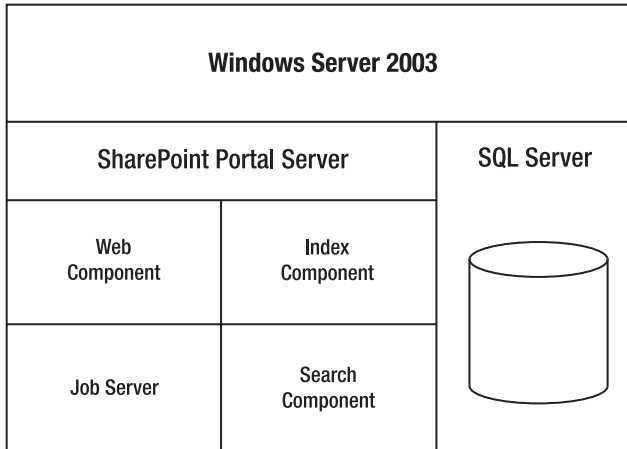 Windows Server 2003
SharePoint Portal Server
SQL Server
Web
Component
Index
Component
Job Server
Search
Component